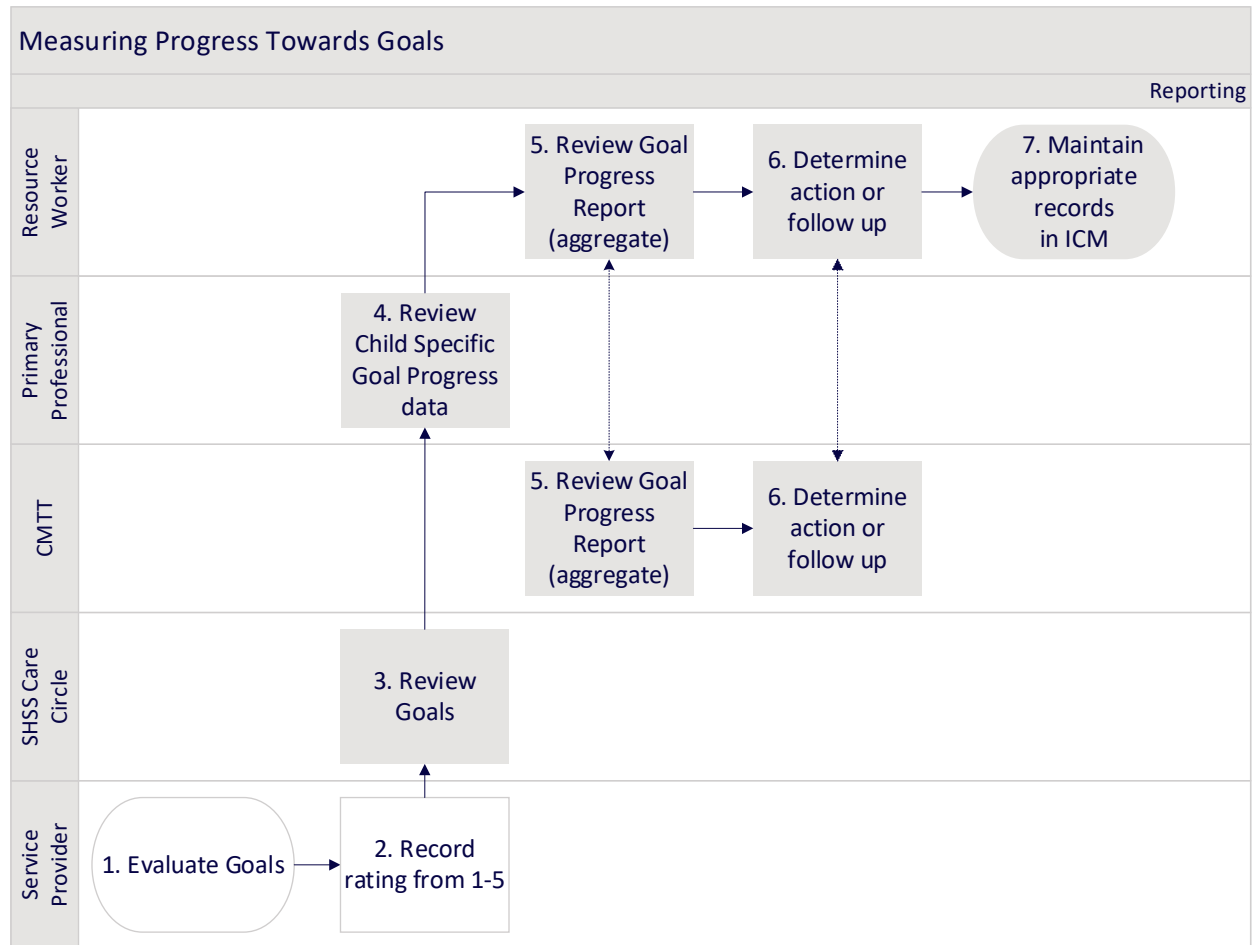 Measuring Progress Towards Goals
Reporting
Resource
Worker
5. Review Goal
Progress
Report
(aggregate)
6. Determine
action or
follow up
7. Maintain
appropriate
records
in ICM
Primary
Professional
4. Review
Child Specific
Goal Progress
data
CMTT
5. Review Goal
Progress
Report
(aggregate)
6. Determine
action or
follow up
SHSS Care
Circle
3. Review
Goals
Service
Provider
1. Evaluate Goals
2. Record
rating from 1-5